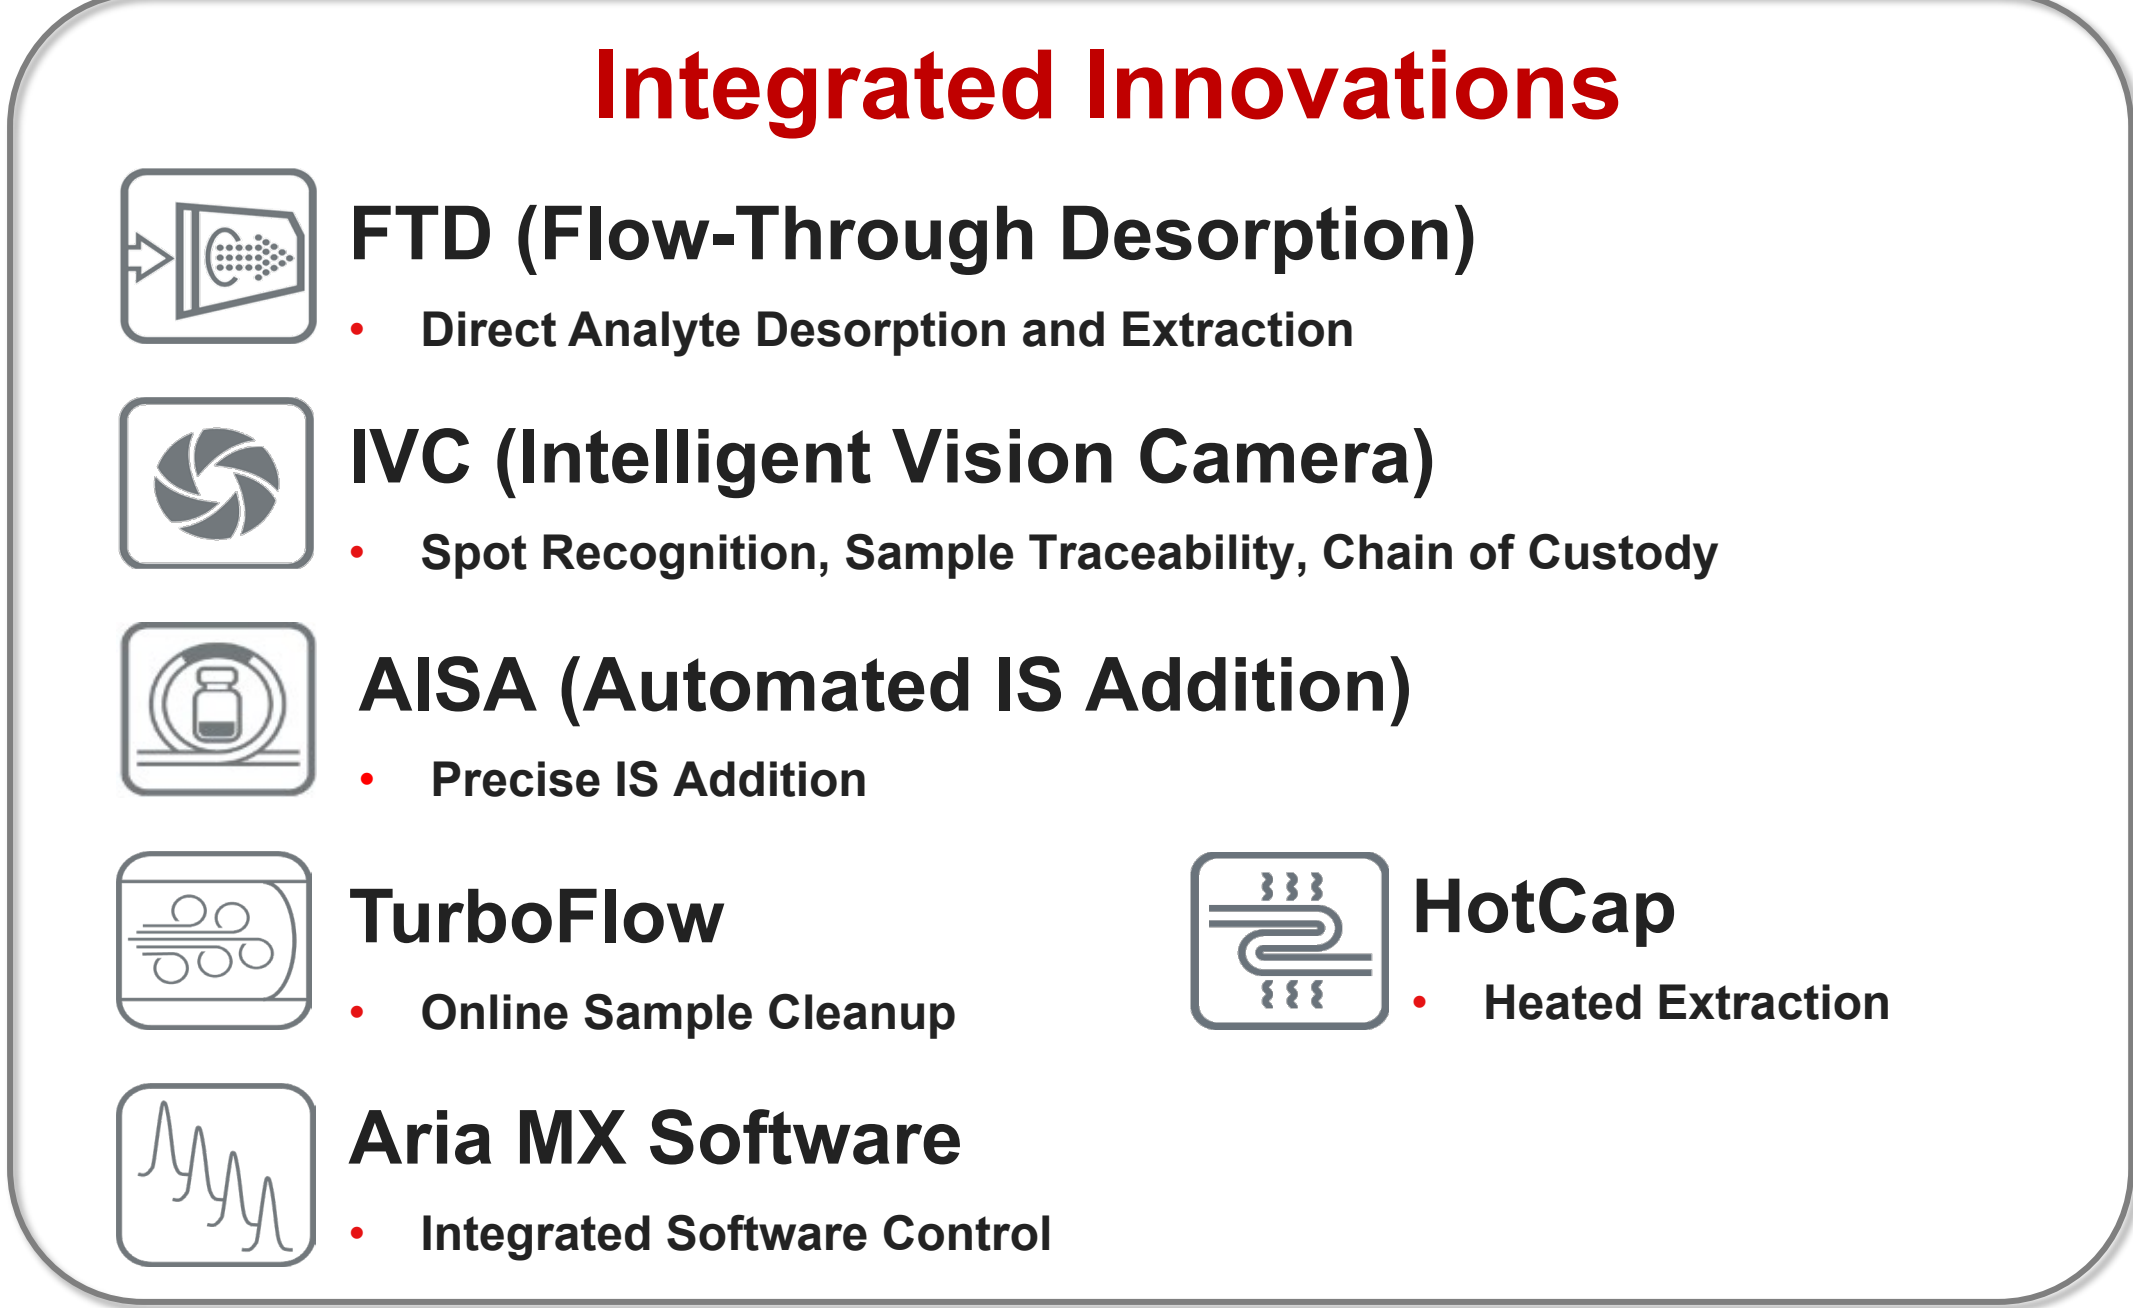 Integrated Innovations
FTD (Flow-Through Desorption)
• Direct Analyte Desorption and Extraction
IVC (Intelligent Vision Camera)
• Spot Recognition, Sample Traceability, Chain of Custody
AISA (Automated IS Addition)
• Precise IS Addition
TurboFlow
• Online Sample Cleanup
HotCap
• Heated Extraction
Aria MX Software
• Integrated Software Control